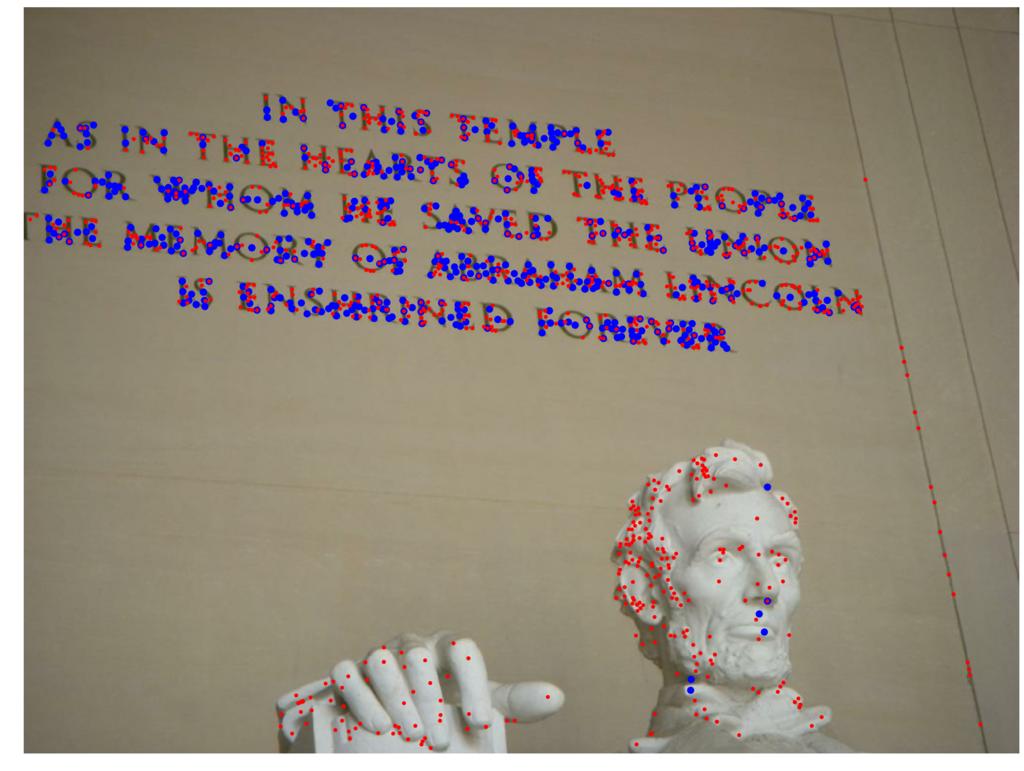 IN THIS TEMPLE
AS IN THE HEARTS OF THE PEOPLE
FOR WHOM HE SAVED THE UNION
THE MEMORY OF ABRAHAM LINCOLN
IS ENSHRINED FOREVER